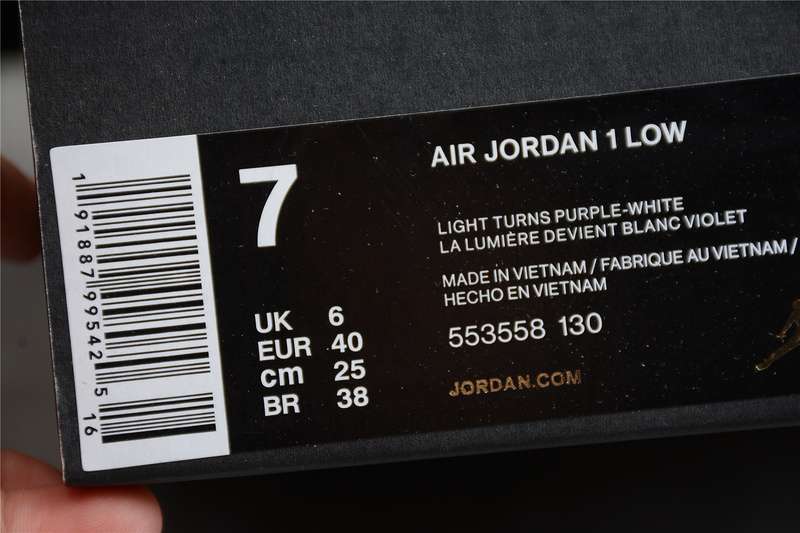 AIR JORDAN 1 LOW
7
LIGHT TURNS PURPLE-WHITE
LA LUMIÈRE DEVIENT BLANC VIOLET
MADE IN VIETNAM / FABRIQUE AU VIETNAM /
HECHO EN VIETNAM
553558 130
JORDAN.COM
UK 6
EUR 40
cm 25
BR 38
1 91887 99542 5 16